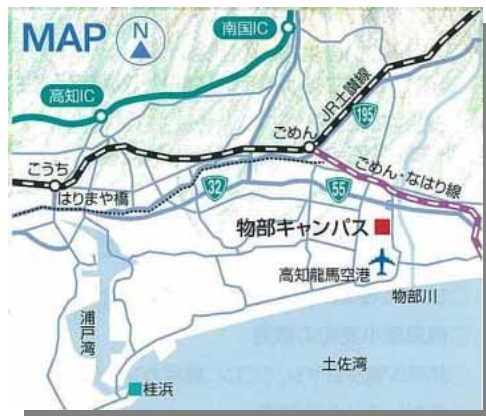 MAP
N
南国IC
高知IC
JR土讃線
195
ごめん
こうち
はりまや橋
32
55
ごめん・なはり線
物部キャンパス
高知龍馬空港
物部川
浦戸湾
土佐湾
桂浜